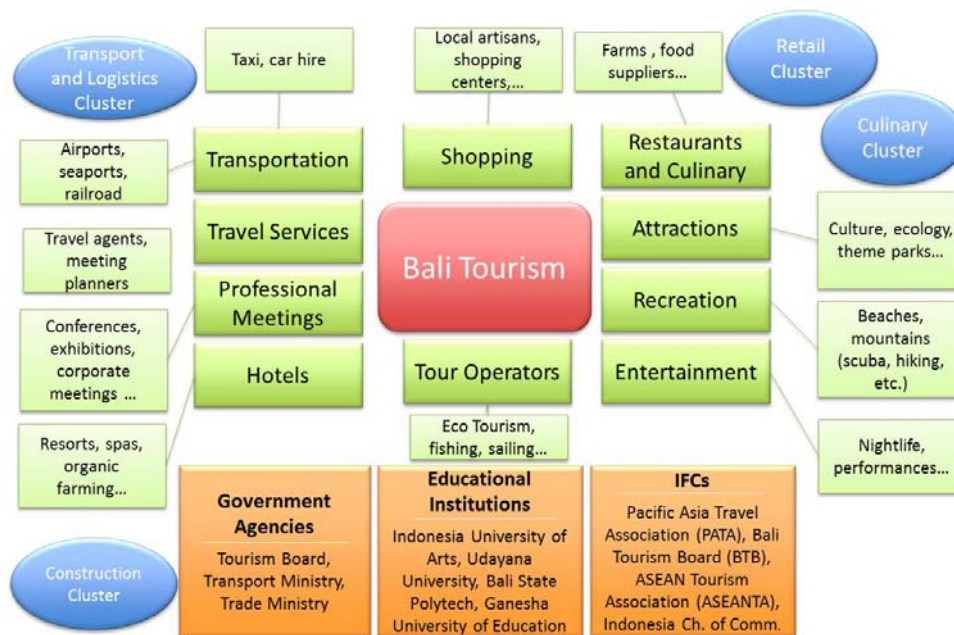 Transport
and Logistics
Cluster
Taxi, car hire
Local artisans,
shopping
centers,...
Farms , food
suppliers...
Retail
Cluster
Culinary
Cluster
Airports,
seaports,
railroad
Transportation
Shopping
Restaurants
and Culinary
Travel agents,
meeting
planners
Travel Services
Bali Tourism
Attractions
Culture, ecology,
theme parks...
Conferences,
exhibitions,
corporate
meetings ...
Professional
Meetings
Recreation
Beaches,
mountains
(scuba, hiking,
etc.)
Resorts, spas,
organic
farming...
Hotels
Tour Operators
Entertainment
Eco Tourism,
fishing, sailing...
Nightlife,
performances...
Construction
Cluster
Government
Agencies
Tourism Board,
Transport Ministry,
Trade Ministry
Educational
Institutions
Indonesia University of
Arts, Udayana
University, Bali State
Polytech, Ganesha
University of Education
IFCs
Pacific Asia Travel
Association (PATA), Bali
Tourism Board (BTB),
ASEAN Tourism
Association (ASEANTA),
Indonesia Ch. of Comm.